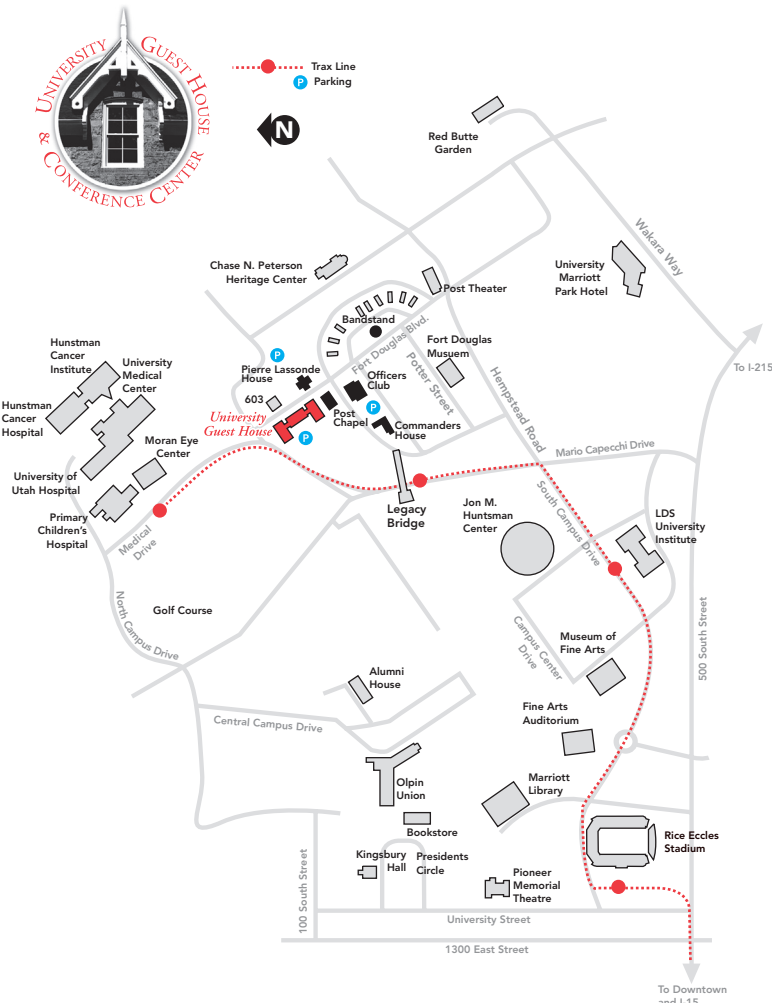 UNIVERSITY GUEST HOUSE
& CONFERENCE CENTER
Trax Line
P Parking
N
Red Butte
Garden
Wakara Way
Chase N. Peterson
Heritage Center
University
Marriott
Park Hotel
Post Theater
Bandstand
Fort Douglas Blvd.
Fort Douglas
Musuem
Potter Street
To I-215
Hunstman
Cancer
Institute
University
Medical
Center
P
Pierre Lassonde
House
Officers
Club
Hempstead Road
603
P
Hunstman
Cancer
Hospital
University
Guest House
Post
Chapel
Commanders
House
P
Moran Eye
Center
Mario Capecchi Drive
University of
Utah Hospital
Legacy
Bridge
Jon M.
Huntsman
Center
South Campus Drive
LDS
University
Institute
Primary
Children's
Hospital
Medical
Drive
North Campus Drive
Golf Course
Campus Center
Drive
Museum of
Fine Arts
500 South Street
Alumni
House
Fine Arts
Auditorium
Central Campus Drive
Olpin
Union
Marriott
Library
Bookstore
Rice Eccles
Stadium
Kingsbury
Hall
Presidents
Circle
Pioneer
Memorial
Theatre
100 South Street
University Street
1300 East Street
To Downtown
and I-15